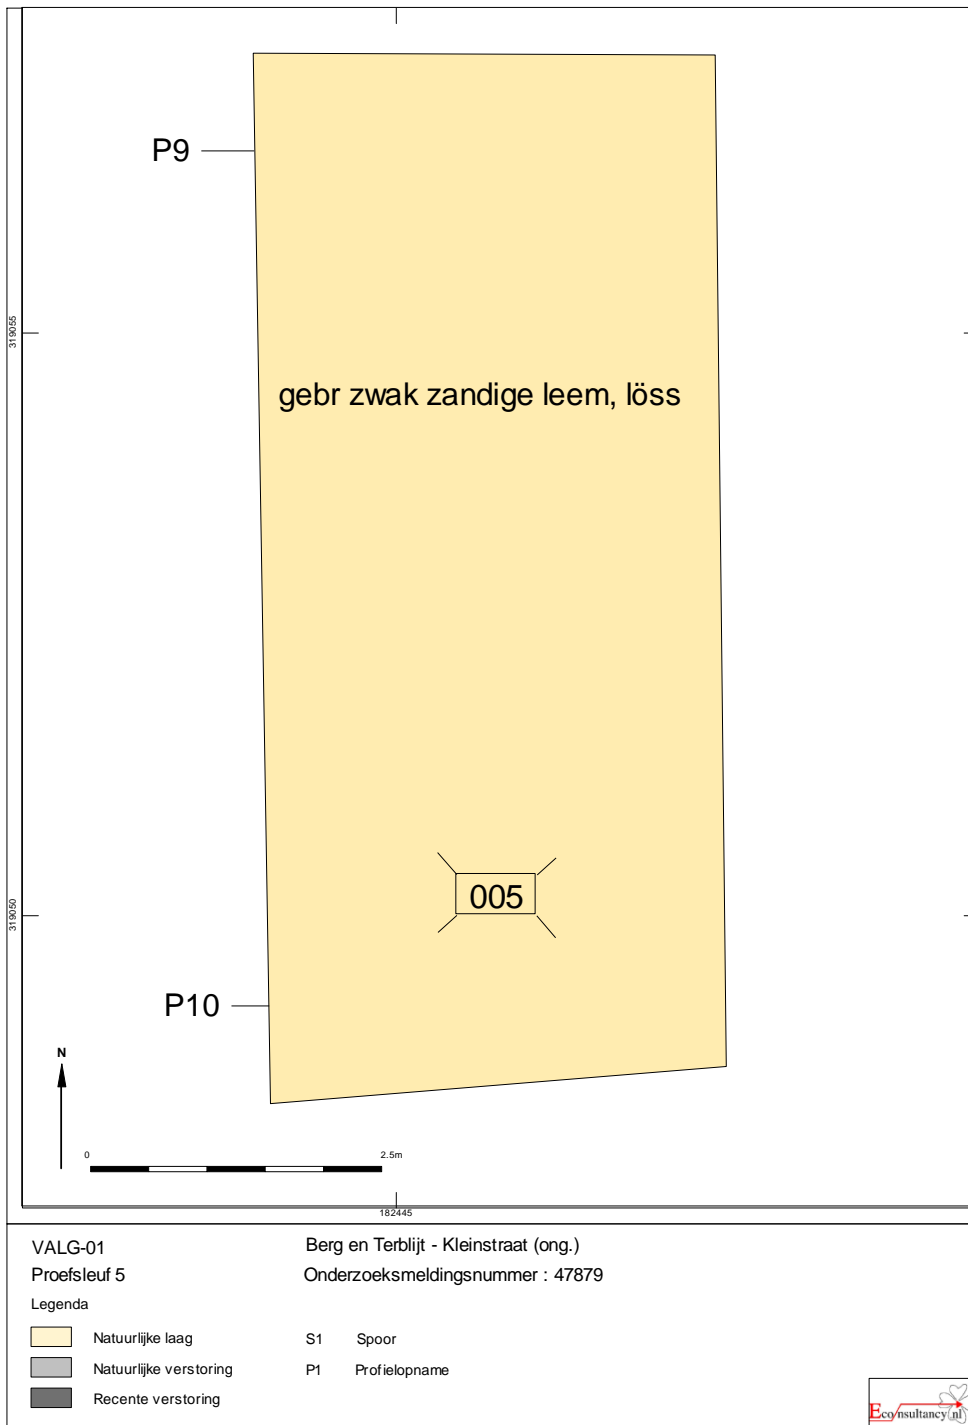 P9
319055
gebr zwak zandige leem, löss
005
319050
P10
N
0 2.5m
182445
VALG-01 Berg en Terblijt - Kleinstraat (ong.)
Proefsleuf 5 Onderzoeksmeldingsnummer : 47879
Legenda
Natuurlijke laag S1 Spoor
Natuurlijke verstoring P1 Profielopname
Recente verstoring
Econsultancy.nl